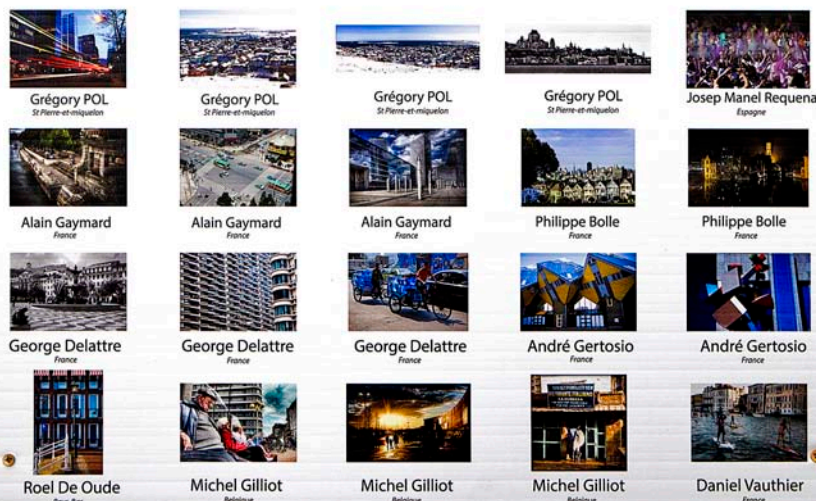 Grégory POL
St Pierre-et-miquelon
Grégory POL
St Pierre-et-miquelon
Grégory POL
St Pierre-et-miquelon
Grégory POL
St Pierre-et-miquelon
Josep Manel Requena
Espagne
Alain Gaymard
France
Alain Gaymard
France
Alain Gaymard
France
Philippe Bolle
France
Philippe Bolle
France
George Delattre
France
George Delattre
France
George Delattre
France
André Gertosio
France
André Gertosio
France
Roel De Oude
Pays-Bas
Michel Gilliot
Belgique
Michel Gilliot
Belgique
Michel Gilliot
Belgique
Daniel Vauthier
France